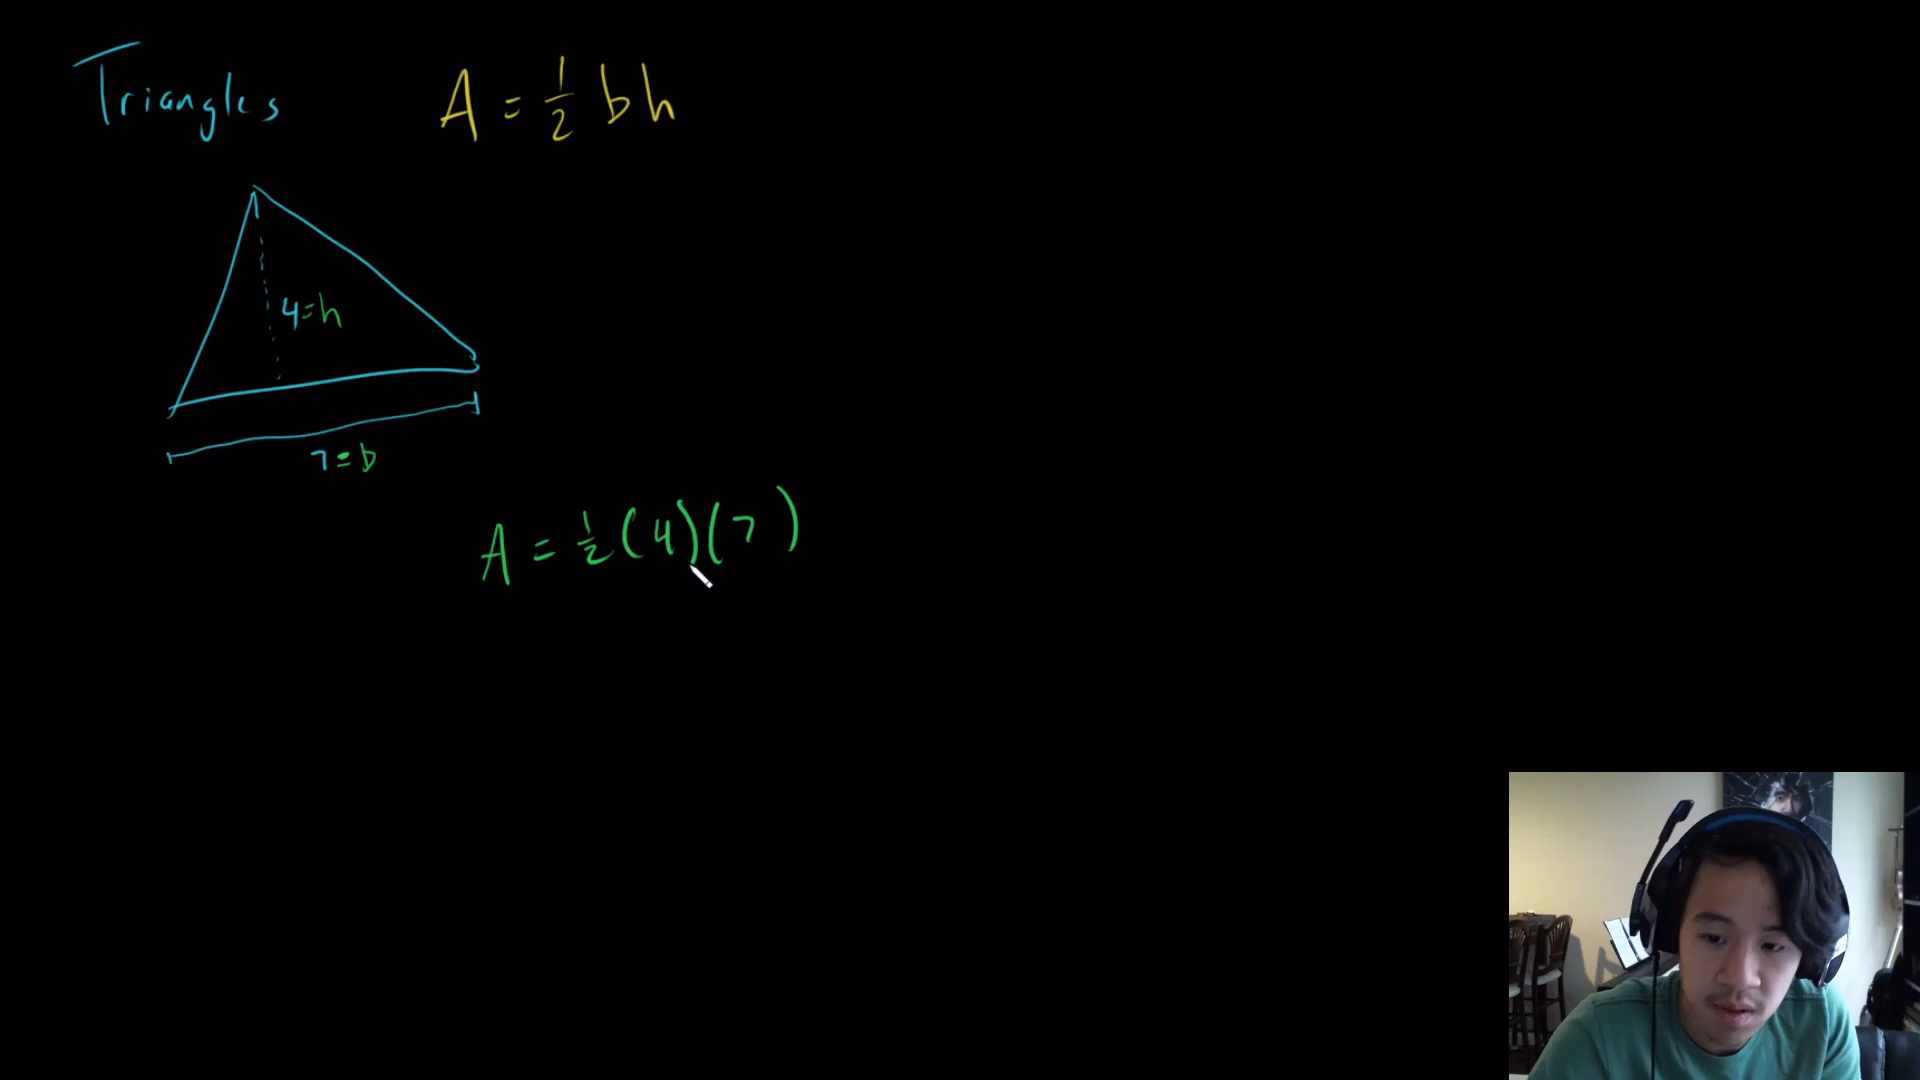 Triangles A = 1/2 bh
4=h
7=b
A = 1/2 (4)(7)